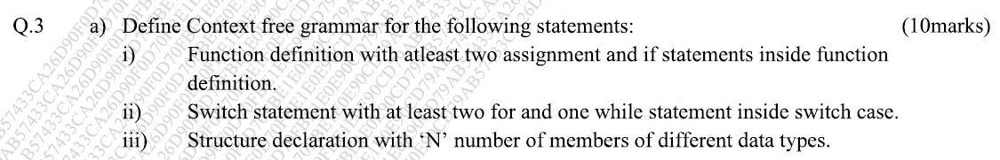 Q.3 a) Define Context free grammar for the following statements: (10marks)
i) Function definition with atleast two assignment and if statements inside function
definition.
ii) Switch statement with at least two for and one while statement inside switch case.
iii) Structure declaration with ‘N’ number of members of different data types.